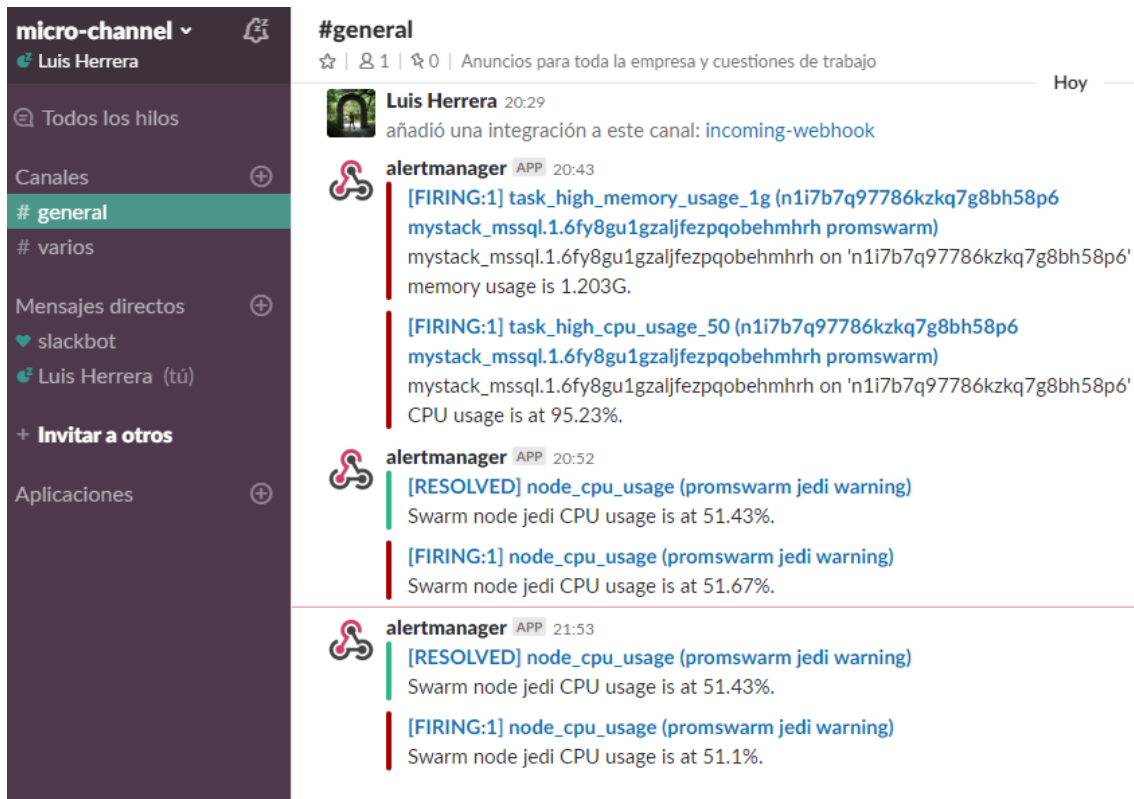 micro-channel
Luis Herrera
Todos los hilos
Canales
# general
# varios
Mensajes directos
slackbot
Luis Herrera (tú)
+ Invitar a otros
Aplicaciones
#general
1 | 0 | Anuncios para toda la empresa y cuestiones de trabajo
Hoy
Luis Herrera 20:29
añadió una integración a este canal: incoming-webhook
alertmanager APP 20:43
[FIRING:1] task_high_memory_usage_1g (n1i7b7q97786kzkq7g8bh58p6
mystack_mssql.1.6fy8gu1gzaljfezpqobehmhrh promswarm)
mystack_mssql.1.6fy8gu1gzaljfezpqobehmhrh on 'n1i7b7q97786kzkq7g8bh58p6'
memory usage is 1.203G.
[FIRING:1] task_high_cpu_usage_50 (n1i7b7q97786kzkq7g8bh58p6
mystack_mssql.1.6fy8gu1gzaljfezpqobehmhrh promswarm)
mystack_mssql.1.6fy8gu1gzaljfezpqobehmhrh on 'n1i7b7q97786kzkq7g8bh58p6'
CPU usage is at 95.23%.
alertmanager APP 20:52
[RESOLVED] node_cpu_usage (promswarm jedi warning)
Swarm node jedi CPU usage is at 51.43%.
[FIRING:1] node_cpu_usage (promswarm jedi warning)
Swarm node jedi CPU usage is at 51.67%.
alertmanager APP 21:53
[RESOLVED] node_cpu_usage (promswarm jedi warning)
Swarm node jedi CPU usage is at 51.43%.
[FIRING:1] node_cpu_usage (promswarm jedi warning)
Swarm node jedi CPU usage is at 51.1%.